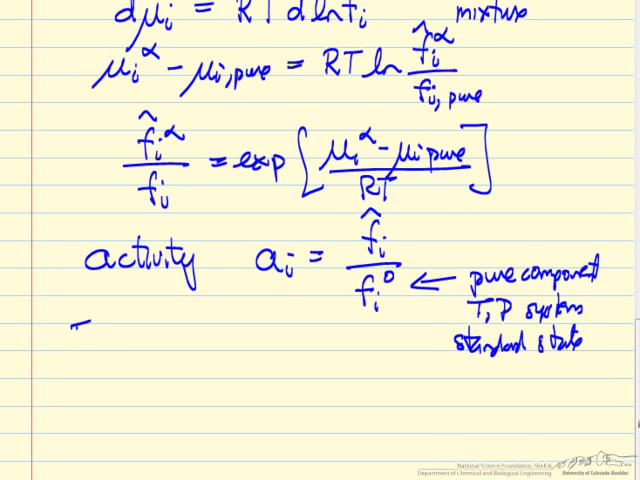 dμᵢ = RT d ln f̂ᵢ mixture
μᵢ^α − μᵢ,pure = RT ln f̂ᵢ^α / fᵢ, pure
f̂ᵢ^α / fᵢ = exp [ μᵢ^α − μᵢ pure / RT ]
activity aᵢ = f̂ᵢ / fᵢ° ← pure component
T, P system
standard state
National Science Foundation, Shell &
Department of Chemical and Biological Engineering
University of Colorado-Boulder